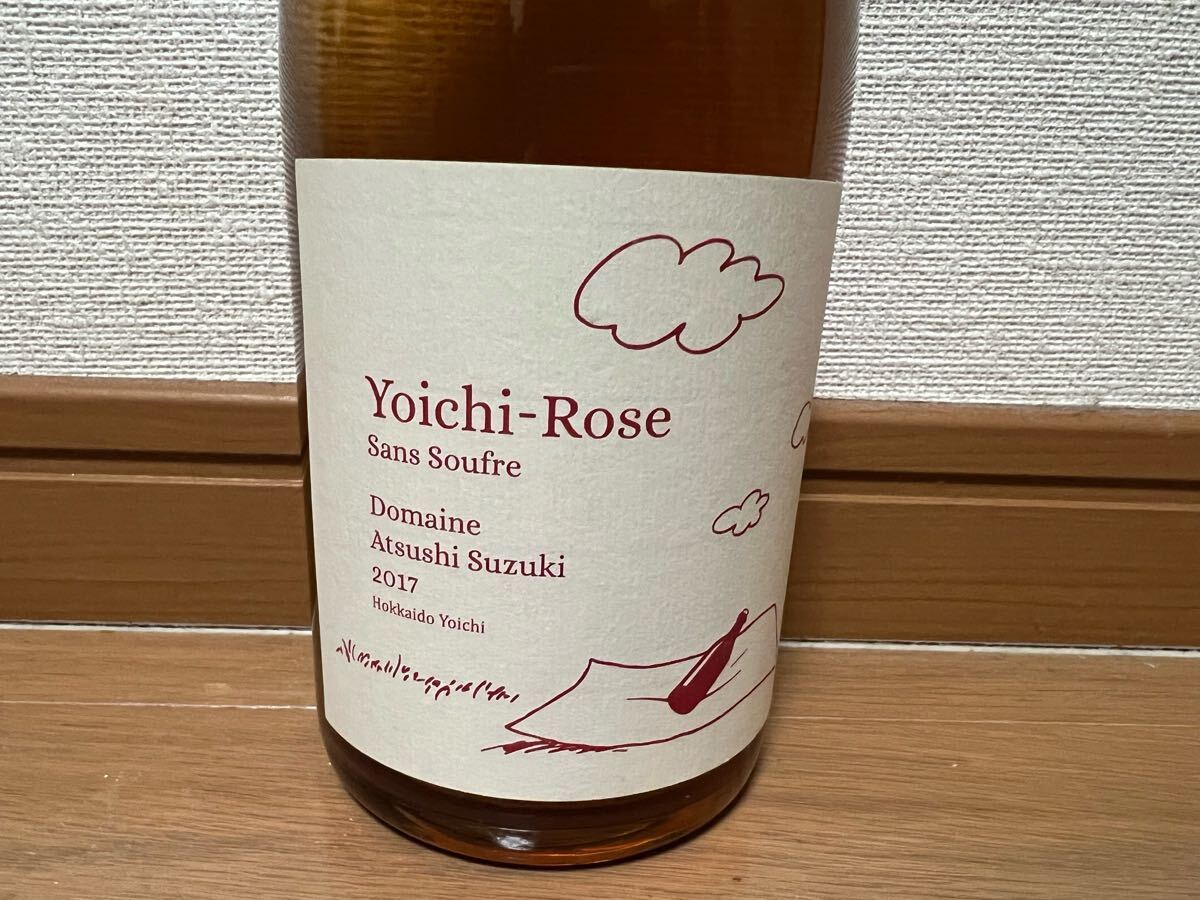 Yoichi-Rose
Sans Soufre
Domaine
Atsushi Suzuki
2017
Hokkaido Yoichi